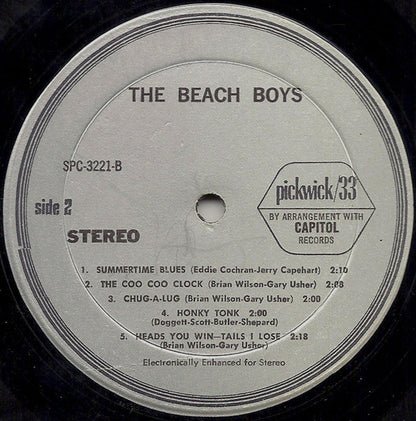 THE BEACH BOYS
SPC-3221-B
pickwick/33
side 2
BY ARRANGEMENT WITH
CAPITOL
RECORDS
STEREO
1. SUMMERTIME BLUES (Eddie Cochran-Jerry Capehart) 2:10
2. THE COO COO CLOCK (Brian Wilson-Gary Usher) 2:08
3. CHUG-A-LUG (Brian Wilson-Gary Usher) 2:00
4. HONKY TONK 2:00
(Doggett-Scott-Butler-Shepard)
5. HEADS YOU WIN—TAILS I LOSE 2:18
(Brian Wilson-Gary Usher)
Electronically Enhanced for Stereo